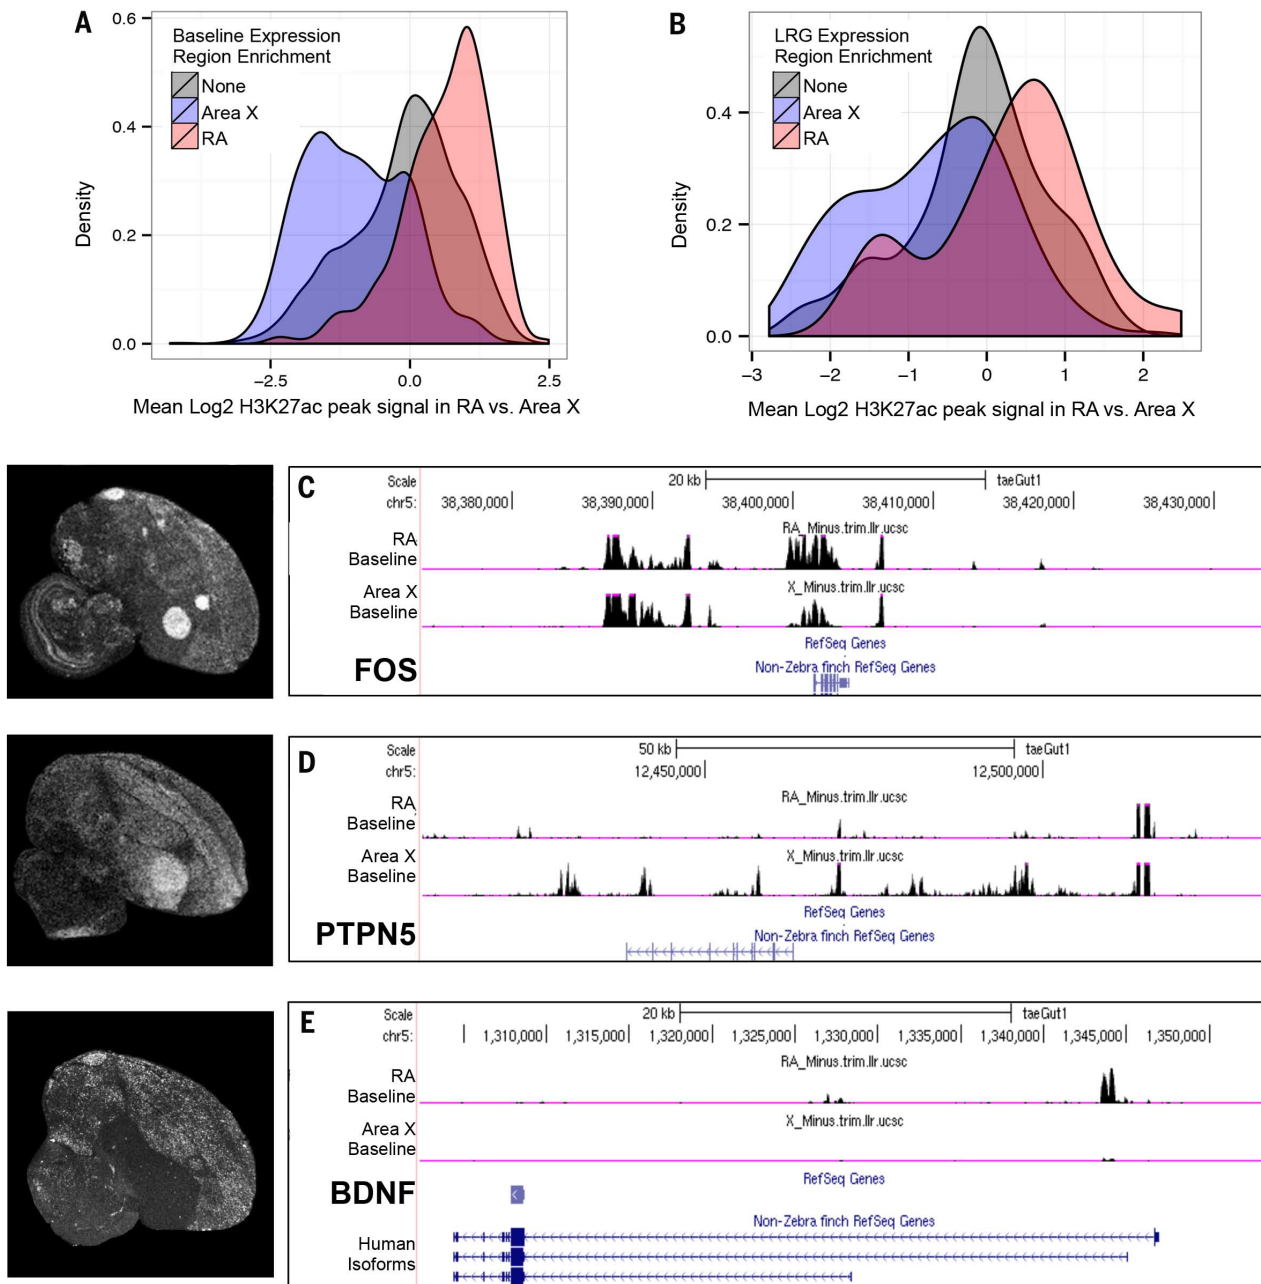 A
Baseline Expression
Region Enrichment
None
Area X
RA
0.6
0.4
0.2
0.0
Density
−2.5
0.0
2.5
Mean Log2 H3K27ac peak signal in RA vs. Area X
B
LRG Expression
Region Enrichment
None
Area X
RA
0.4
0.2
0.0
Density
−3
−2
−1
0
1
2
Mean Log2 H3K27ac peak signal in RA vs. Area X
C
Scale
20 kb
taeGut1
chr5:
38,380,000
38,390,000
38,400,000
38,410,000
38,420,000
38,430,000
RA_Minus.trim.llr.ucsc
RA
Baseline
X_Minus.trim.llr.ucsc
Area X
Baseline
RefSeq Genes
Non-Zebra finch RefSeq Genes
FOS
D
Scale
50 kb
taeGut1
chr5:
12,450,000
12,500,000
RA_Minus.trim.llr.ucsc
RA
Baseline
X_Minus.trim.llr.ucsc
Area X
Baseline
RefSeq Genes
Non-Zebra finch RefSeq Genes
PTPN5
E
Scale
20 kb
taeGut1
chr5:
1,310,000
1,315,000
1,320,000
1,325,000
1,330,000
1,335,000
1,340,000
1,345,000
1,350,000
RA_Minus.trim.llr.ucsc
RA
Baseline
X_Minus.trim.llr.ucsc
Area X
Baseline
RefSeq Genes
BDNF
Non-Zebra finch RefSeq Genes
Human
Isoforms